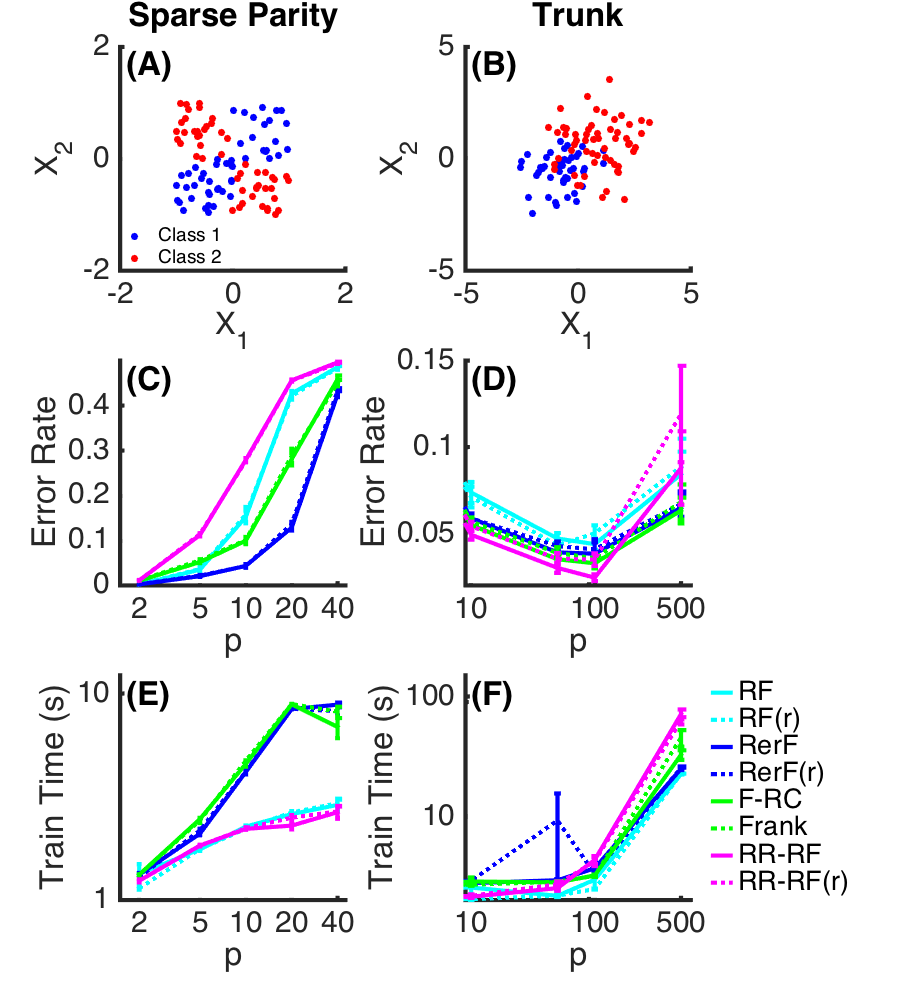 Sparse Parity
Trunk
(A)
2
0
-2
X2
-2 0 2
X1
Class 1
Class 2
(B)
5
0
-5
X2
-5 0 5
X1
(C)
0.4
0.3
0.2
0.1
0
Error Rate
2 5 10 20 40
p
(D)
0.15
0.1
0.05
Error Rate
10 100 500
p
(E)
10
1
Train Time (s)
2 5 10 20 40
p
(F)
100
10
Train Time (s)
10 100 500
p
RF
RF(r)
RerF
RerF(r)
F-RC
Frank
RR-RF
RR-RF(r)